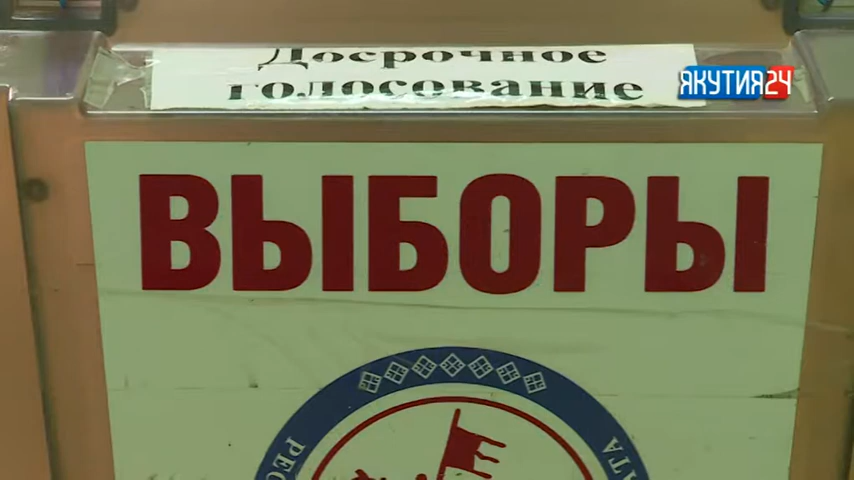 Досрочное
голосование
ЯКУТИЯ24
ВЫБОРЫ